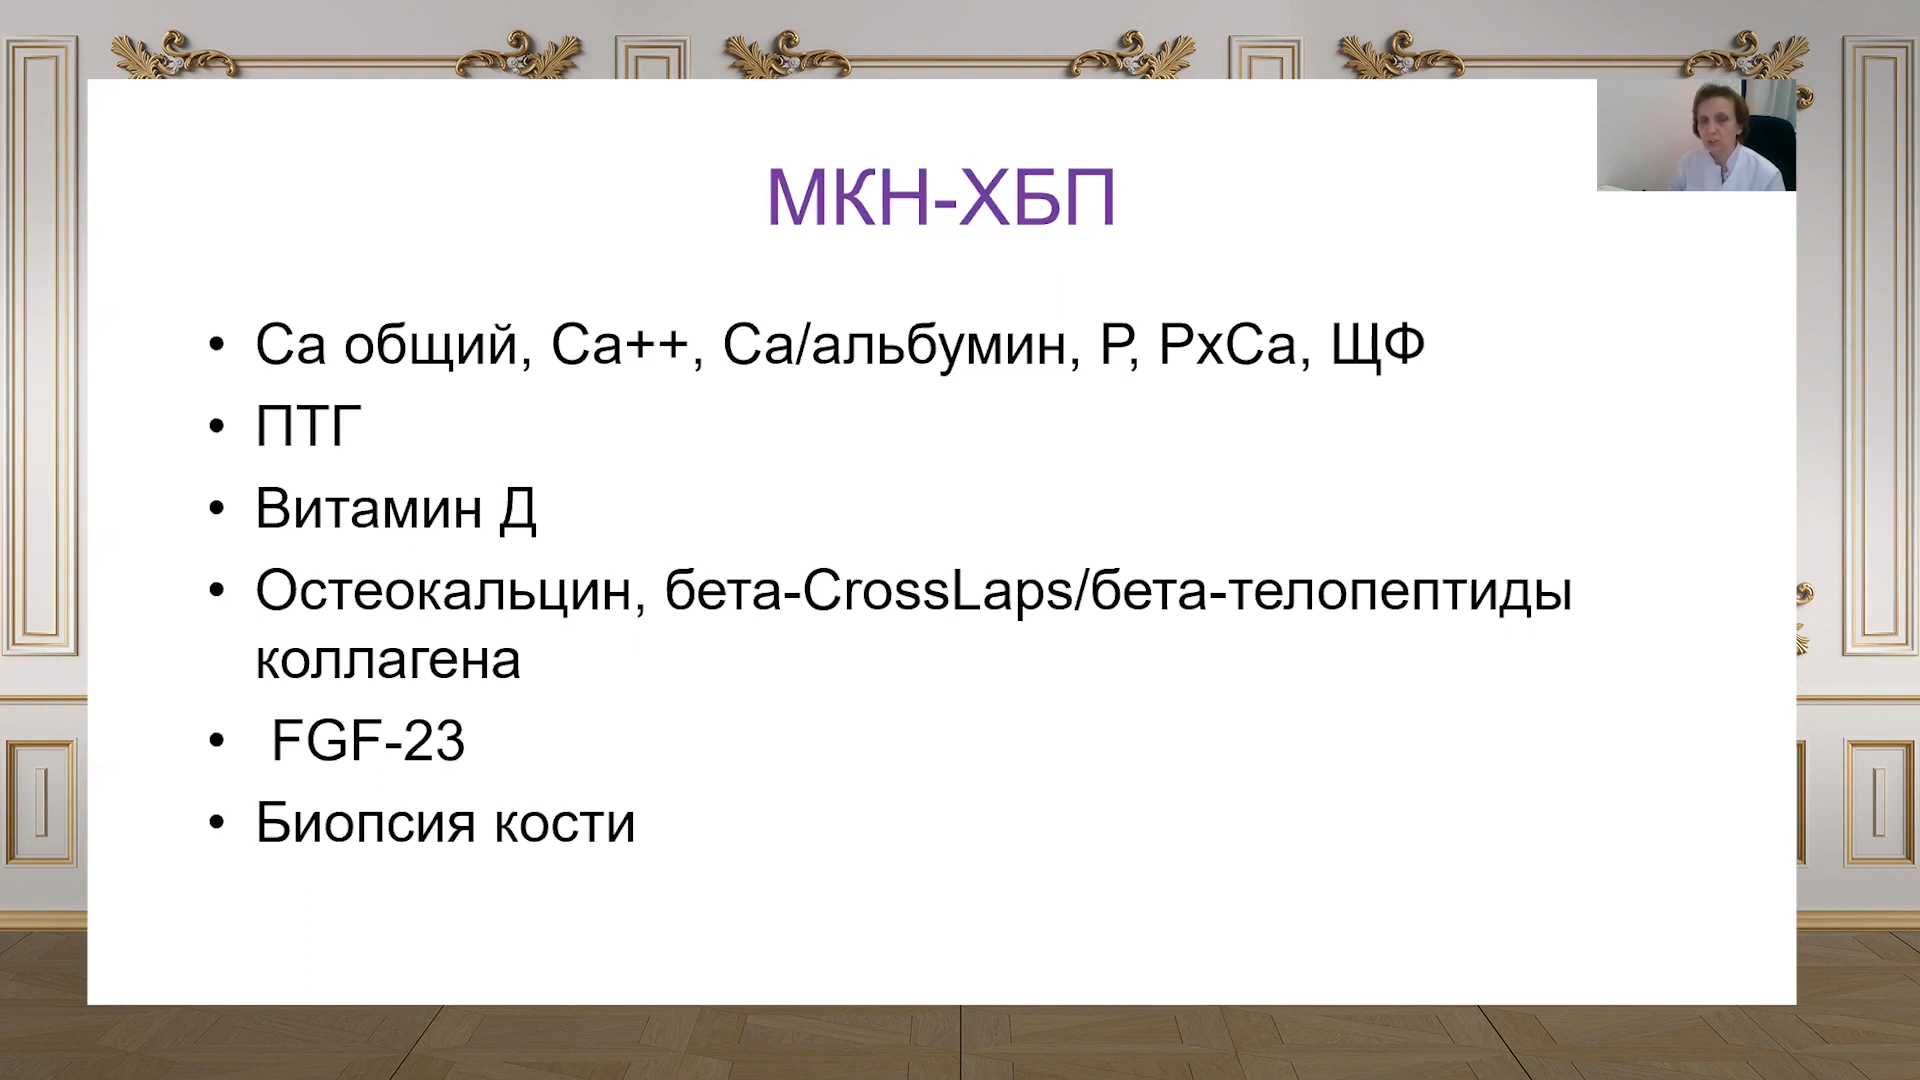 МКН-ХБП
• Са общий, Са++, Са/альбумин, Р, РхСа, ЩФ
• ПТГ
• Витамин Д
• Остеокальцин, бета-CrossLaps/бета-телопептиды
коллагена
• FGF-23
• Биопсия кости